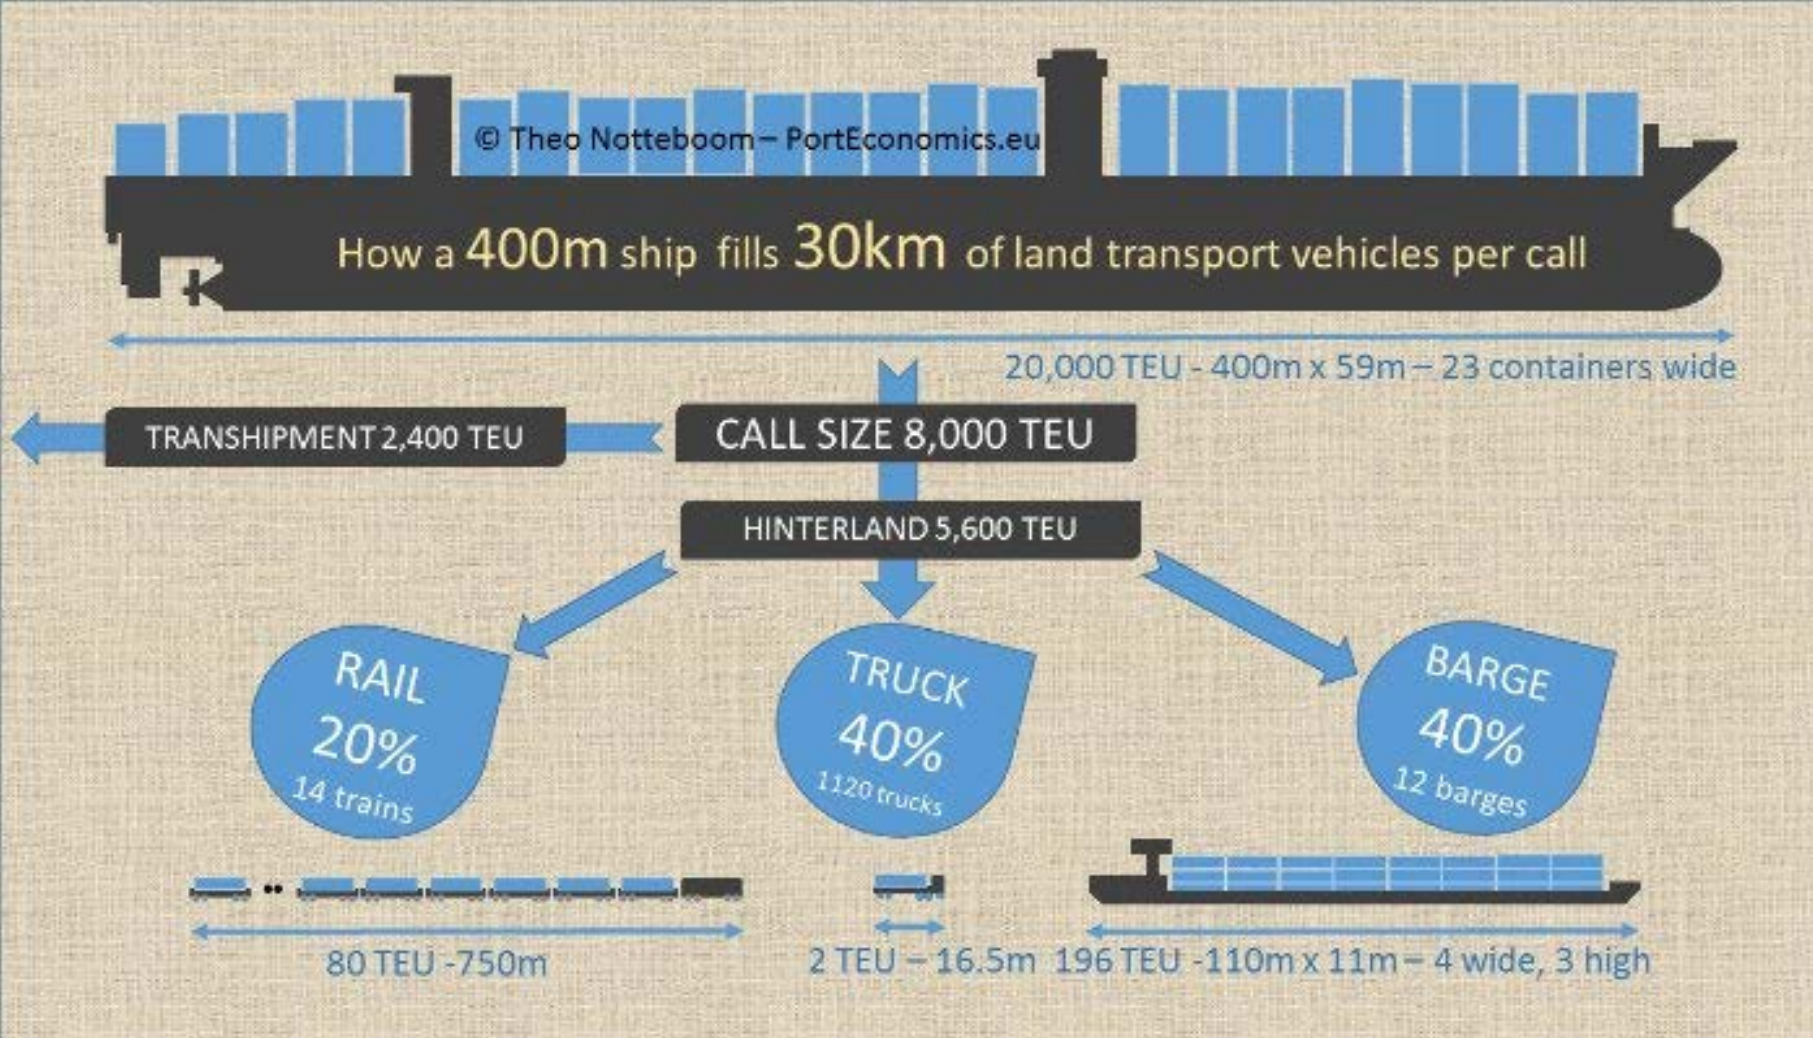 © Theo Notteboom – PortEconomics.eu
How a 400m ship fills 30km of land transport vehicles per call
20,000 TEU - 400m x 59m – 23 containers wide
TRANSHIPMENT 2,400 TEU
CALL SIZE 8,000 TEU
HINTERLAND 5,600 TEU
RAIL
20%
14 trains
TRUCK
40%
1120 trucks
BARGE
40%
12 barges
80 TEU -750m
2 TEU – 16.5m
196 TEU -110m x 11m – 4 wide, 3 high